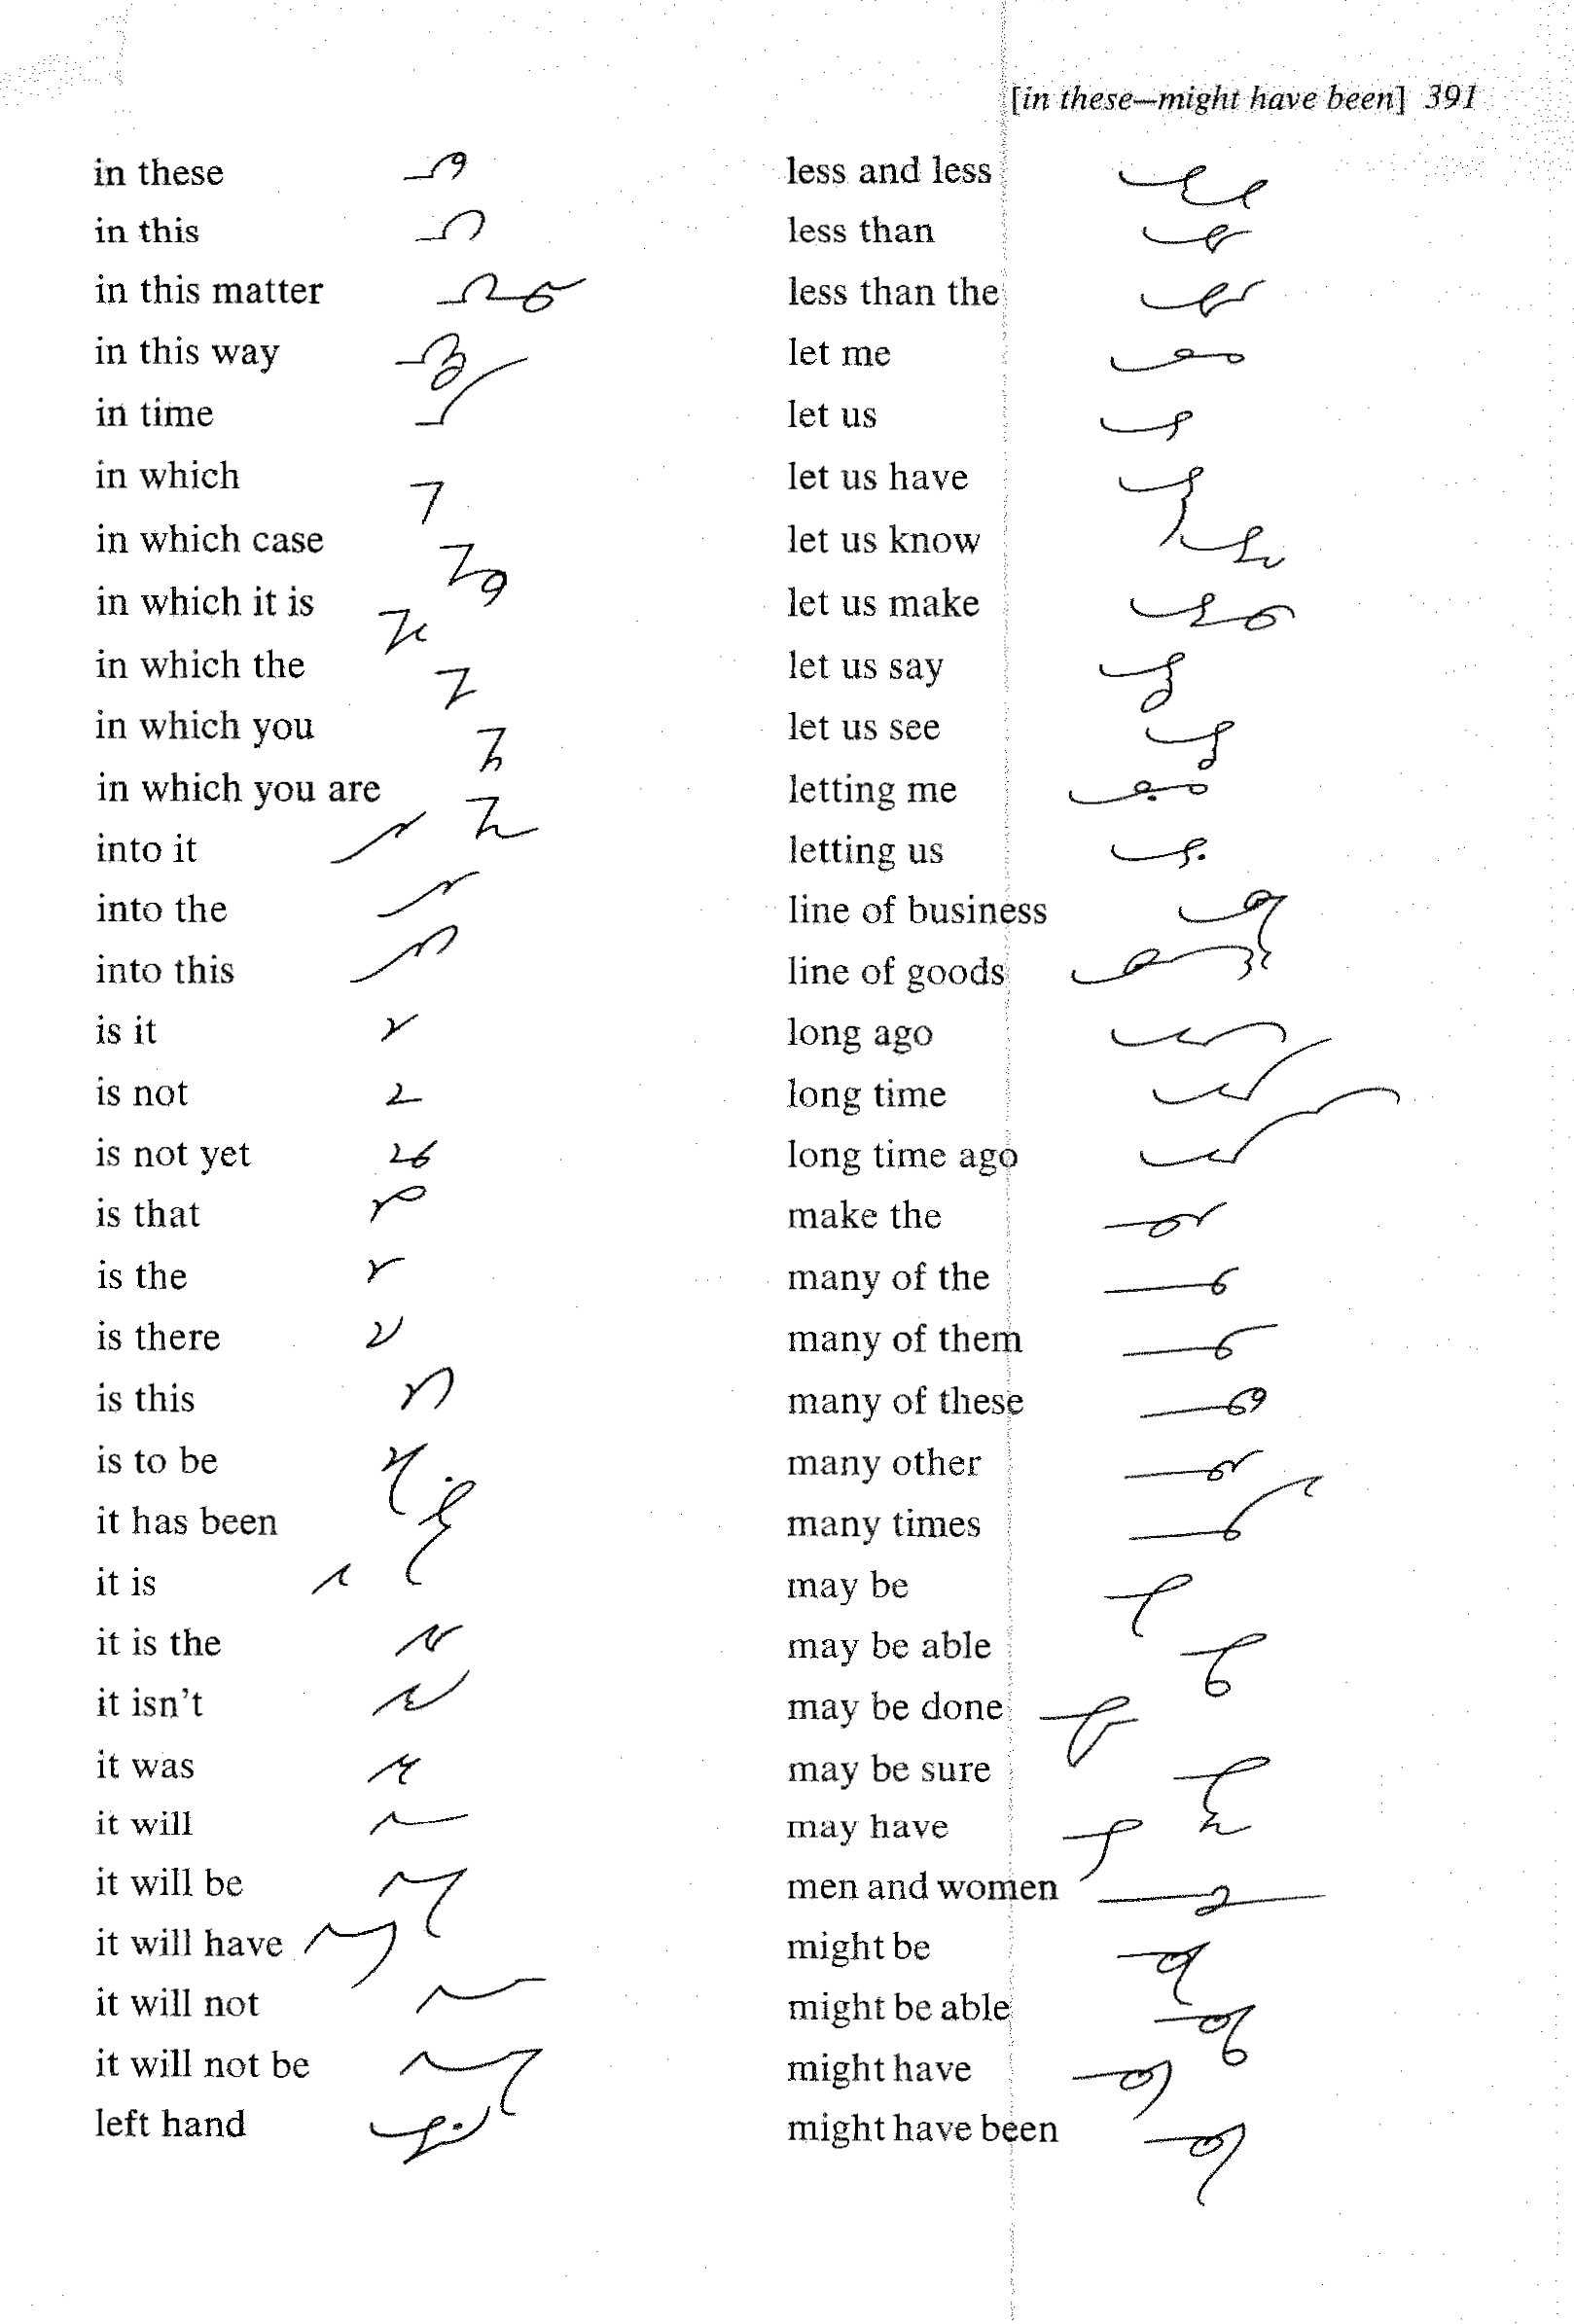 [in these—might have been] 391
in these
in this
in this matter
in this way
in time
in which
in which case
in which it is
in which the
in which you
in which you are
into it
into the
into this
is it
is not
is not yet
is that
is the
is there
is this
is to be
it has been
it is
it is the
it isn't
it was
it will
it will be
it will have
it will not
it will not be
left hand
less and less
less than
less than the
let me
let us
let us have
let us know
let us make
let us say
let us see
letting me
letting us
line of business
line of goods
long ago
long time
long time ago
make the
many of the
many of them
many of these
many other
many times
may be
may be able
may be done
may be sure
may have
men and women
might be
might be able
might have
might have been